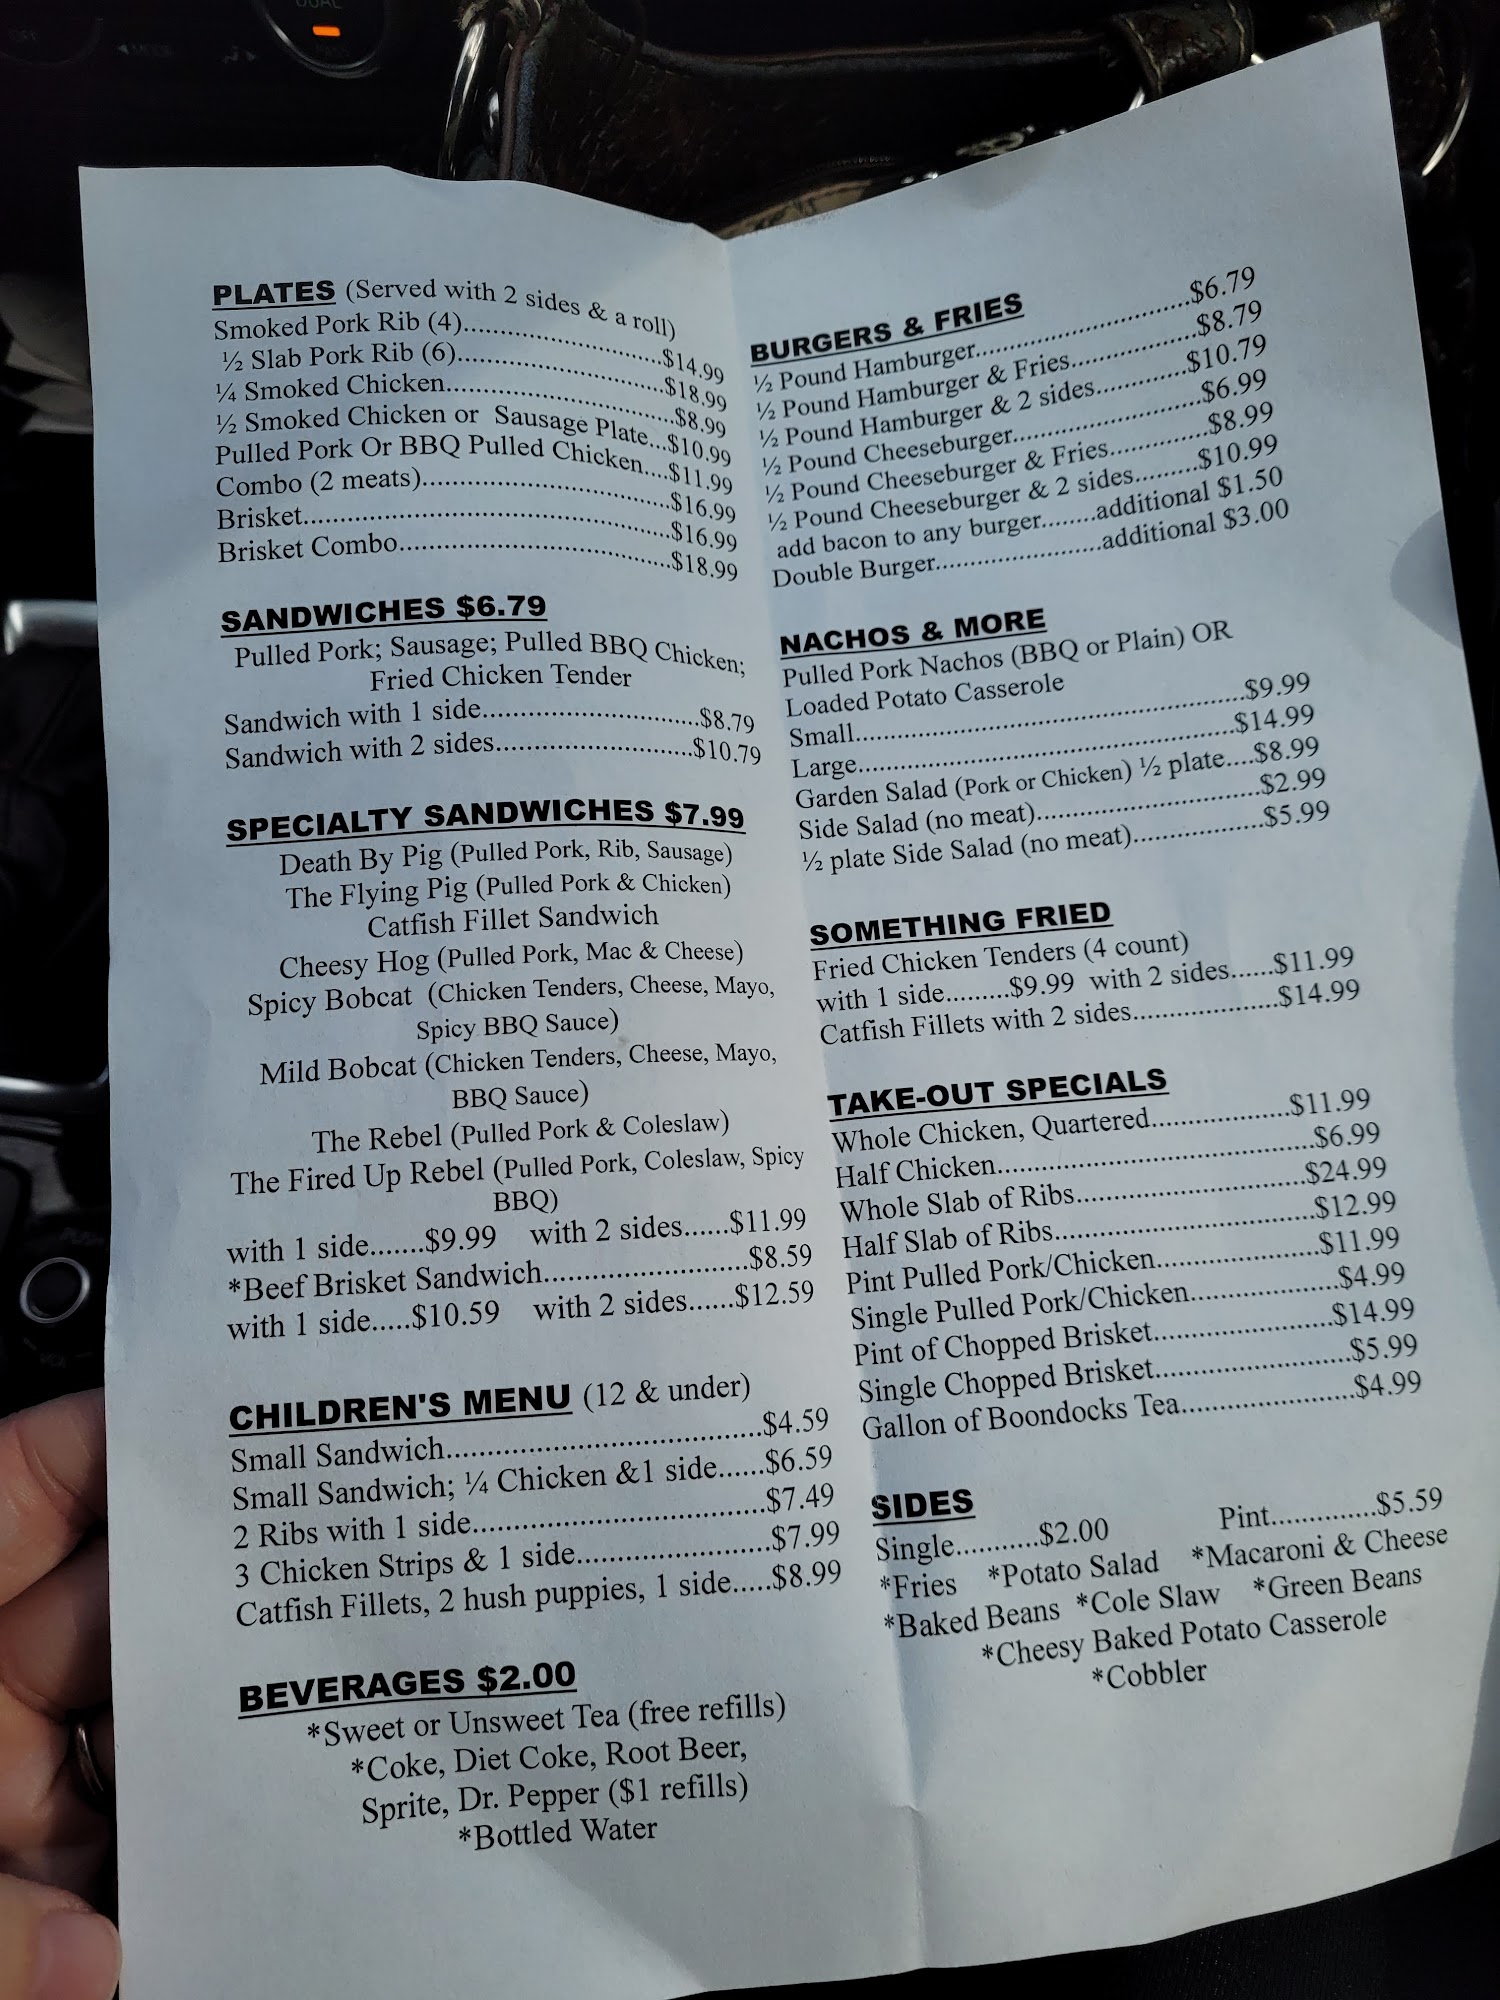 PLATES (Served with 2 sides & a roll)
Smoked Pork Rib (4)..............................$14.99
½ Slab Pork Rib (6)...............................$18.99
¼ Smoked Chicken..................................$8.99
½ Smoked Chicken or Sausage Plate...$10.99
Pulled Pork Or BBQ Pulled Chicken....$11.99
Combo (2 meats)...................................$16.99
Brisket....................................................$16.99
Brisket Combo.......................................$18.99
SANDWICHES $6.79
Pulled Pork; Sausage; Pulled BBQ Chicken;
Fried Chicken Tender
Sandwich with 1 side.............................$8.79
Sandwich with 2 sides..........................$10.79
SPECIALTY SANDWICHES $7.99
Death By Pig (Pulled Pork, Rib, Sausage)
The Flying Pig (Pulled Pork & Chicken)
Catfish Fillet Sandwich
Cheesy Hog (Pulled Pork, Mac & Cheese)
Spicy Bobcat (Chicken Tenders, Cheese, Mayo,
Spicy BBQ Sauce)
Mild Bobcat (Chicken Tenders, Cheese, Mayo,
BBQ Sauce)
The Rebel (Pulled Pork & Coleslaw)
The Fired Up Rebel (Pulled Pork, Coleslaw, Spicy
BBQ)
with 1 side.......$9.99 with 2 sides......$11.99
*Beef Brisket Sandwich...........................$8.59
with 1 side.....$10.59 with 2 sides......$12.59
CHILDREN'S MENU (12 & under)
Small Sandwich.......................................$4.59
Small Sandwich; ¼ Chicken &1 side......$6.59
2 Ribs with 1 side....................................$7.49
3 Chicken Strips & 1 side........................$7.99
Catfish Fillets, 2 hush puppies, 1 side.....$8.99
BEVERAGES $2.00
*Sweet or Unsweet Tea (free refills)
*Coke, Diet Coke, Root Beer,
Sprite, Dr. Pepper ($1 refills)
*Bottled Water
BURGERS & FRIES
½ Pound Hamburger..............................$6.79
½ Pound Hamburger & Fries.................$8.79
½ Pound Hamburger & 2 sides............$10.79
½ Pound Cheeseburger..........................$6.99
½ Pound Cheeseburger & Fries.............$8.99
½ Pound Cheeseburger & 2 sides.........$10.99
add bacon to any burger........additional $1.50
Double Burger.......................additional $3.00
NACHOS & MORE
Pulled Pork Nachos (BBQ or Plain) OR
Loaded Potato Casserole
Small.....................................................$9.99
Large....................................................$14.99
Garden Salad (Pork or Chicken) ½ plate....$8.99
Side Salad (no meat)..............................$2.99
½ plate Side Salad (no meat)..................$5.99
SOMETHING FRIED
Fried Chicken Tenders (4 count)
with 1 side.........$9.99 with 2 sides......$11.99
Catfish Fillets with 2 sides....................$14.99
TAKE-OUT SPECIALS
Whole Chicken, Quartered...................$11.99
Half Chicken..........................................$6.99
Whole Slab of Ribs...............................$24.99
Half Slab of Ribs...................................$12.99
Pint Pulled Pork/Chicken......................$11.99
Single Pulled Pork/Chicken....................$4.99
Pint of Chopped Brisket........................$14.99
Single Chopped Brisket..........................$5.99
Gallon of Boondocks Tea.......................$4.99
SIDES
Single...........$2.00 Pint..............$5.59
*Fries *Potato Salad *Macaroni & Cheese
*Baked Beans *Cole Slaw *Green Beans
*Cheesy Baked Potato Casserole
*Cobbler